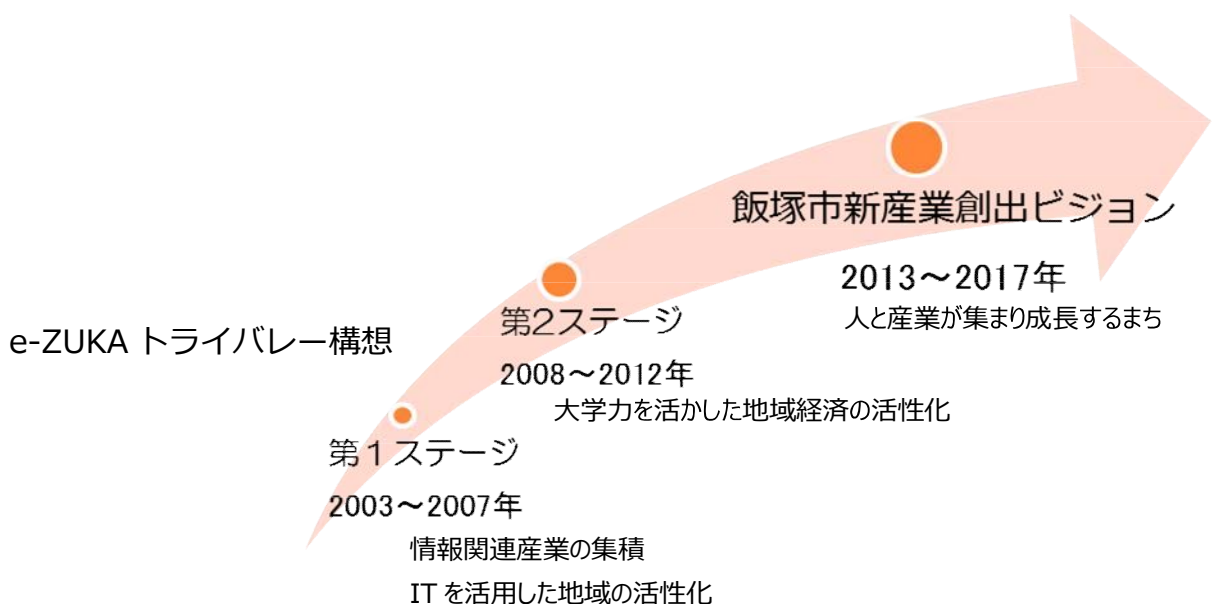 飯塚市新産業創出ビジョン
2013～2017年
人と産業が集まり成長するまち
e-ZUKA トライバレー構想
第2ステージ
2008～2012年
大学力を活かした地域経済の活性化
第１ステージ
2003～2007年
情報関連産業の集積
IT を活用した地域の活性化